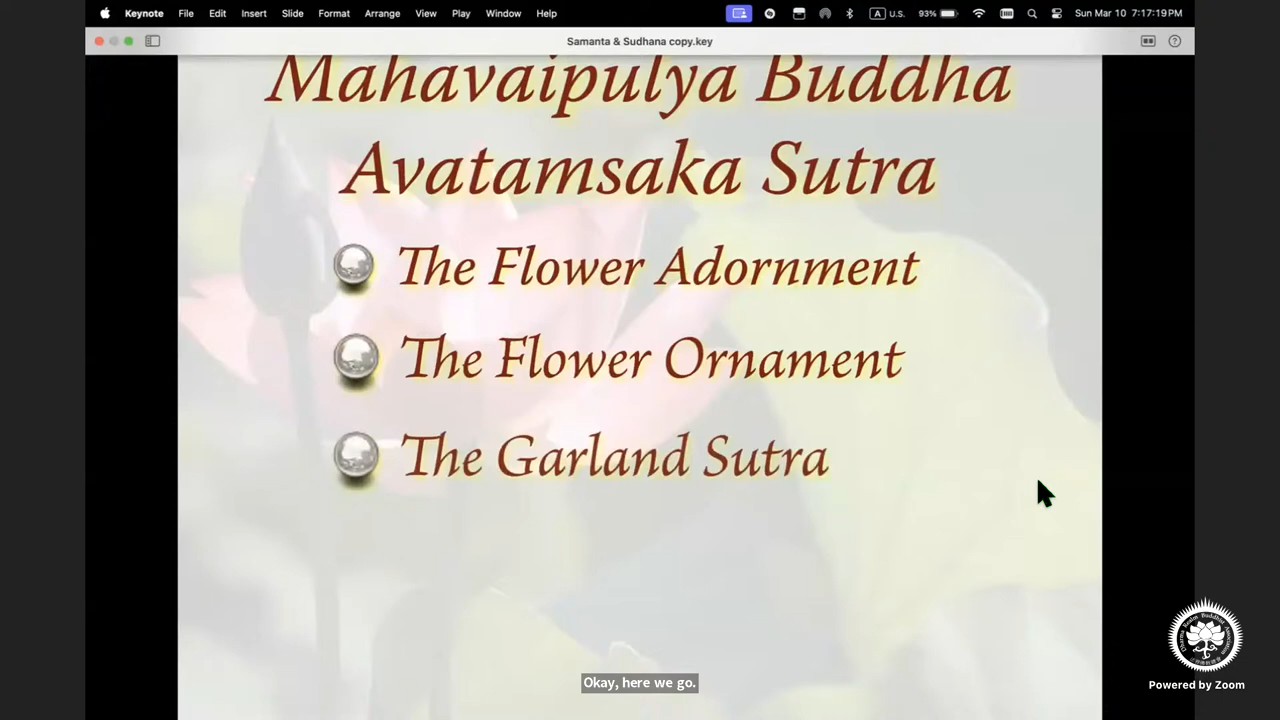 Keynote File Edit Insert Slide Format Arrange View Play Window Help A U.S. 93% Sun Mar 10 7:17:19 PM
Samanta & Sudhana copy.key
Mahavaipulya Buddha
Avatamsaka Sutra
The Flower Adornment
The Flower Ornament
The Garland Sutra
Okay, here we go.
Powered by Zoom